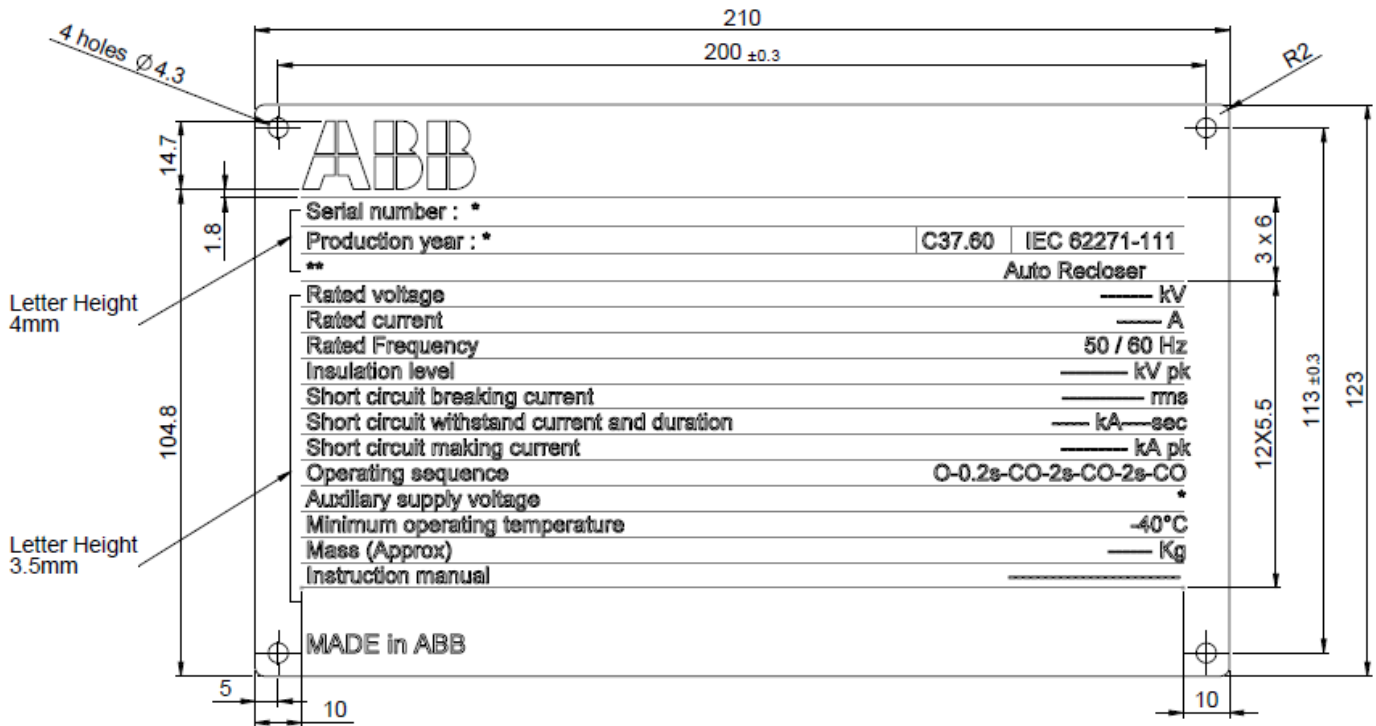 210
200 ±0.3
4 holes Ø4.3
R2
14.7
ABB
1.8
Serial number : *
Production year : * C37.60 IEC 62271-111
** Auto Recloser
3 x 6
Letter Height
4mm
Rated voltage ------- kV
Rated current ------ A
Rated Frequency 50 / 60 Hz
Insulation level --------- kV pk
Short circuit breaking current ----------- rms
Short circuit withstand current and duration ----- kA----sec
Short circuit making current --------- kA pk
Operating sequence O-0.2s-CO-2s-CO-2s-CO
Auxiliary supply voltage *
Minimum operating temperature -40°C
Mass (Approx) ------ Kg
Instruction manual -----------------------
104.8
12X5.5
113 ±0.3
123
Letter Height
3.5mm
MADE in ABB
5
10
10